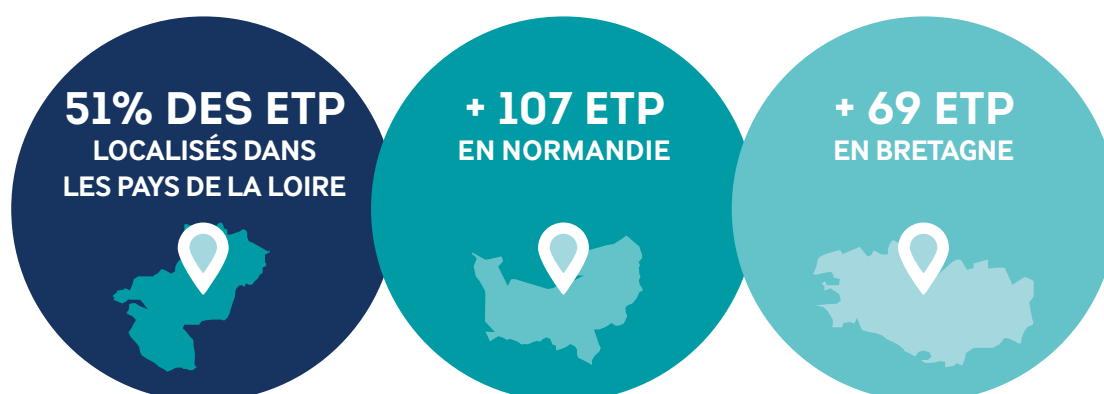 51% DES ETP
LOCALISÉS DANS
LES PAYS DE LA LOIRE
+ 107 ETP
EN NORMANDIE
+ 69 ETP
EN BRETAGNE